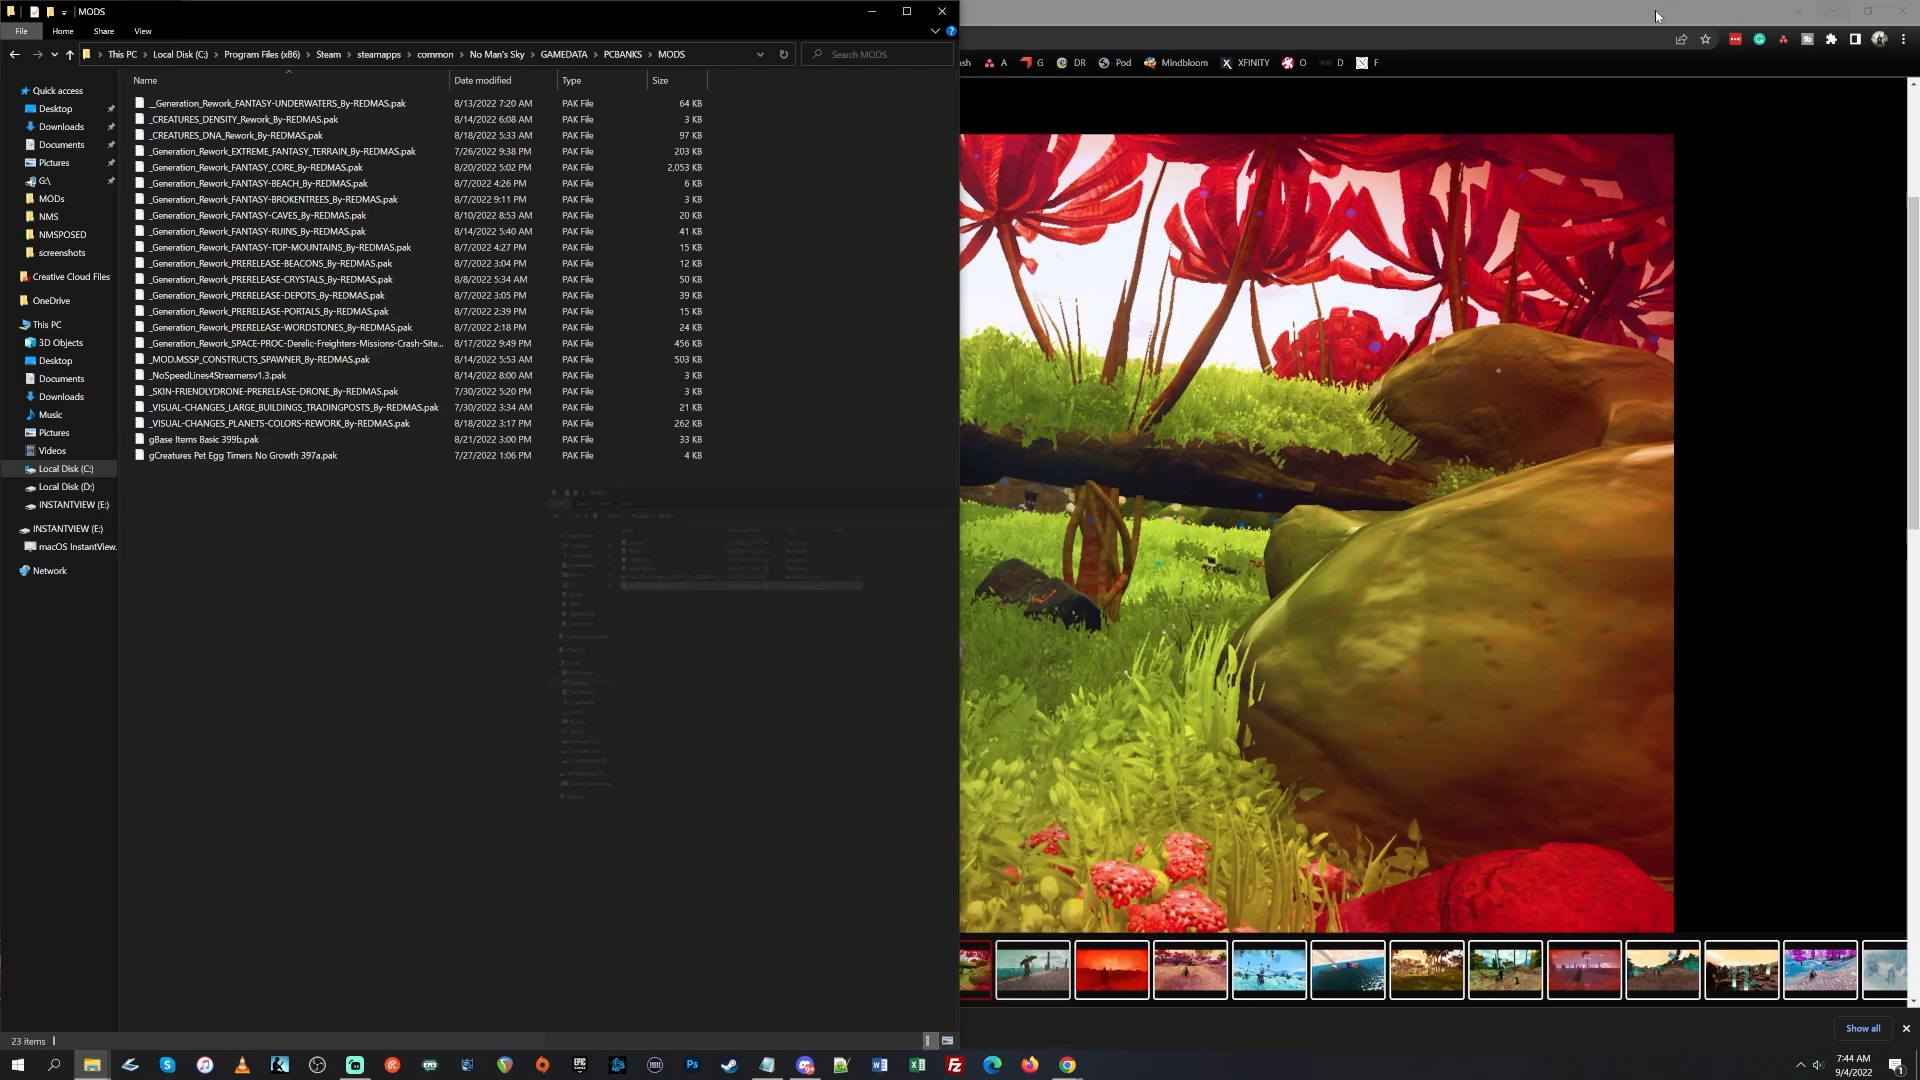 MODS
File
Home
Share
View
This PC
Local Disk (C:)
Program Files (x86)
Steam
steamapps
common
No Man's Sky
GAMEDATA
PCBANKS
MODS
Search MODS
Name
Date modified
Type
Size
Quick access
Desktop
Downloads
Documents
Pictures
G:\
MODs
NMS
NMSPOSED
screenshots
Creative Cloud Files
OneDrive
This PC
3D Objects
Desktop
Documents
Downloads
Music
Pictures
Videos
Local Disk (C:)
Local Disk (D:)
INSTANTVIEW (E:)
INSTANTVIEW (E:)
macOS InstantView.
Network
__Generation_Rework_FANTASY-UNDERWATERS_By-REDMAS.pak 8/13/2022 7:20 AM PAK File 64 KB
_CREATURES_DENSITY_Rework_By-REDMAS.pak 8/14/2022 6:08 AM PAK File 3 KB
_CREATURES_DNA_Rework_By-REDMAS.pak 8/18/2022 5:33 AM PAK File 97 KB
_Generation_Rework_EXTREME_FANTASY_TERRAIN_By-REDMAS.pak 7/26/2022 9:38 PM PAK File 203 KB
_Generation_Rework_FANTASY_CORE_By-REDMAS.pak 8/20/2022 5:02 PM PAK File 2,053 KB
_Generation_Rework_FANTASY-BEACH_By-REDMAS.pak 8/7/2022 4:26 PM PAK File 6 KB
_Generation_Rework_FANTASY-BROKENTREES_By-REDMAS.pak 8/7/2022 9:11 PM PAK File 3 KB
_Generation_Rework_FANTASY-CAVES_By-REDMAS.pak 8/10/2022 8:53 AM PAK File 20 KB
_Generation_Rework_FANTASY-RUINS_By-REDMAS.pak 8/14/2022 5:40 AM PAK File 41 KB
_Generation_Rework_FANTASY-TOP-MOUNTAINS_By-REDMAS.pak 8/7/2022 4:27 PM PAK File 15 KB
_Generation_Rework_PRERELEASE-BEACONS_By-REDMAS.pak 8/7/2022 3:04 PM PAK File 12 KB
_Generation_Rework_PRERELEASE-CRYSTALS_By-REDMAS.pak 8/8/2022 5:34 AM PAK File 50 KB
_Generation_Rework_PRERELEASE-DEPOTS_By-REDMAS.pak 8/7/2022 3:05 PM PAK File 39 KB
_Generation_Rework_PRERELEASE-PORTALS_By-REDMAS.pak 8/7/2022 2:39 PM PAK File 15 KB
_Generation_Rework_PRERELEASE-WORDSTONES_By-REDMAS.pak 8/7/2022 2:18 PM PAK File 24 KB
_Generation_Rework_SPACE-PROC-Derelic-Freighters-Missions-Crash-Site... 8/17/2022 9:49 PM PAK File 456 KB
_MOD.MSSP_CONSTRUCTS_SPAWNER_By-REDMAS.pak 8/14/2022 5:53 AM PAK File 503 KB
_NoSpeedLines4Streamersv1.3.pak 8/14/2022 8:00 AM PAK File 3 KB
_SKIN-FRIENDLYDRONE-PRERELEASE-DRONE_By-REDMAS.pak 7/30/2022 5:20 PM PAK File 3 KB
_VISUAL-CHANGES_LARGE_BUILDINGS_TRADINGPOSTS_By-REDMAS.pak 7/30/2022 3:34 AM PAK File 21 KB
_VISUAL-CHANGES_PLANETS-COLORS-REWORK_By-REDMAS.pak 8/18/2022 3:17 PM PAK File 262 KB
gBase Items Basic 399b.pak 8/21/2022 3:00 PM PAK File 33 KB
gCreatures Pet Egg Timers No Growth 397a.pak 7/27/2022 1:06 PM PAK File 4 KB
23 items
ash
A
G
DR
Pod
Mindbloom
XFINITY
O
D
F
Show all
7:44 AM
9/4/2022